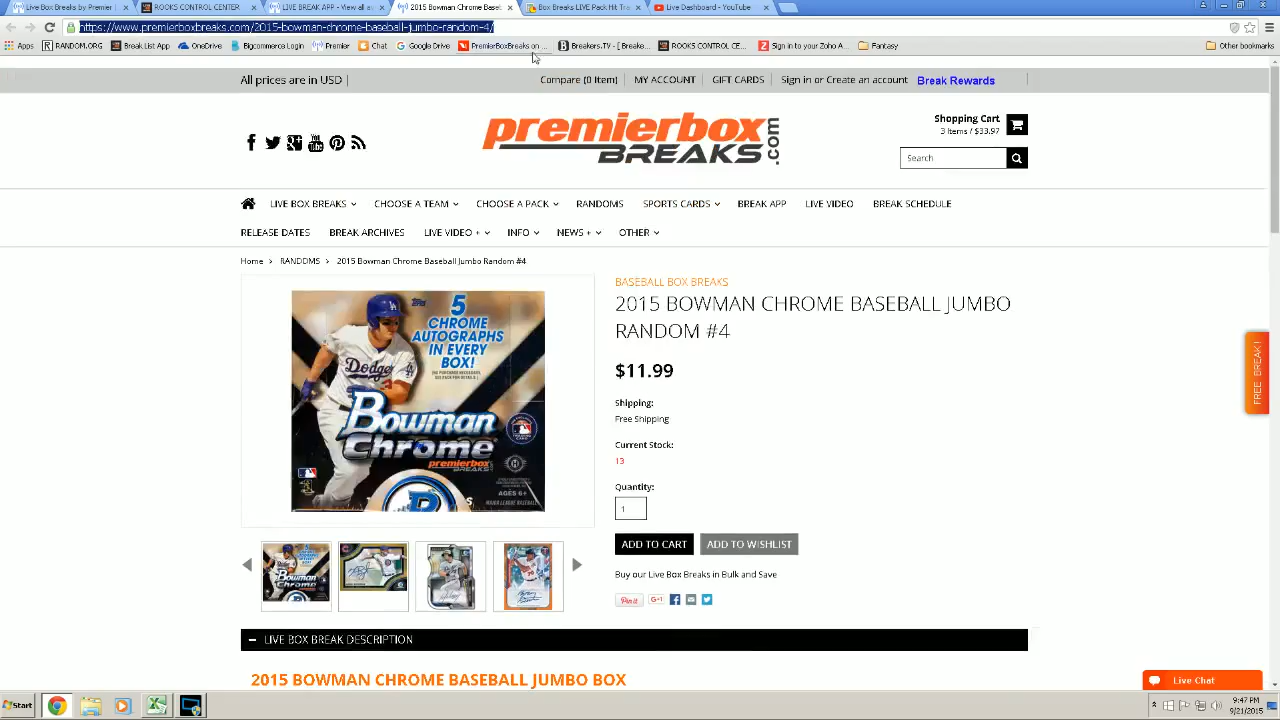 Live Box Breaks by Premier
ROOKS CONTROL CENTER
LIVE BREAK APP - View all av
2015 Bowman Chrome Baseb
Box Breaks LIVE Pack Hit Tra
Live Dashboard - YouTube
https://www.premierboxbreaks.com/2015-bowman-chrome-baseball-jumbo-random-4/
Apps
RANDOM.ORG
Break List App
OneDrive
Bigcommerce Login
Premier
Chat
Google Drive
PremierBoxBreaks on ...
Breakers.TV - [ Breake...
ROOKS CONTROL CE...
Sign in to your Zoho A...
Fantasy
Other bookmarks
All prices are in USD |
Compare (0 Item)
MY ACCOUNT
GIFT CARDS
Sign in or Create an account
Break Rewards
premierbox
BREAKS.com
Shopping Cart
3 Items / $33.97
Search
LIVE BOX BREAKS
CHOOSE A TEAM
CHOOSE A PACK
RANDOMS
SPORTS CARDS
BREAK APP
LIVE VIDEO
BREAK SCHEDULE
RELEASE DATES
BREAK ARCHIVES
LIVE VIDEO +
INFO
NEWS +
OTHER
Home > RANDOMS > 2015 Bowman Chrome Baseball Jumbo Random #4
5
CHROME
AUTOGRAPHS
IN EVERY
BOX!
topps
Dodgers
Bowman
Chrome
premierbox
BREAKS
AGES 6+
BASEBALL BOX BREAKS
2015 BOWMAN CHROME BASEBALL JUMBO
RANDOM #4
$11.99
Shipping:
Free Shipping
Current Stock:
13
Quantity:
1
ADD TO CART
ADD TO WISHLIST
Buy our Live Box Breaks in Bulk and Save
Pin it
G+1
FREE BREAK!
LIVE BOX BREAK DESCRIPTION
2015 BOWMAN CHROME BASEBALL JUMBO BOX
Live Chat
Start
9:47 PM
9/21/2015